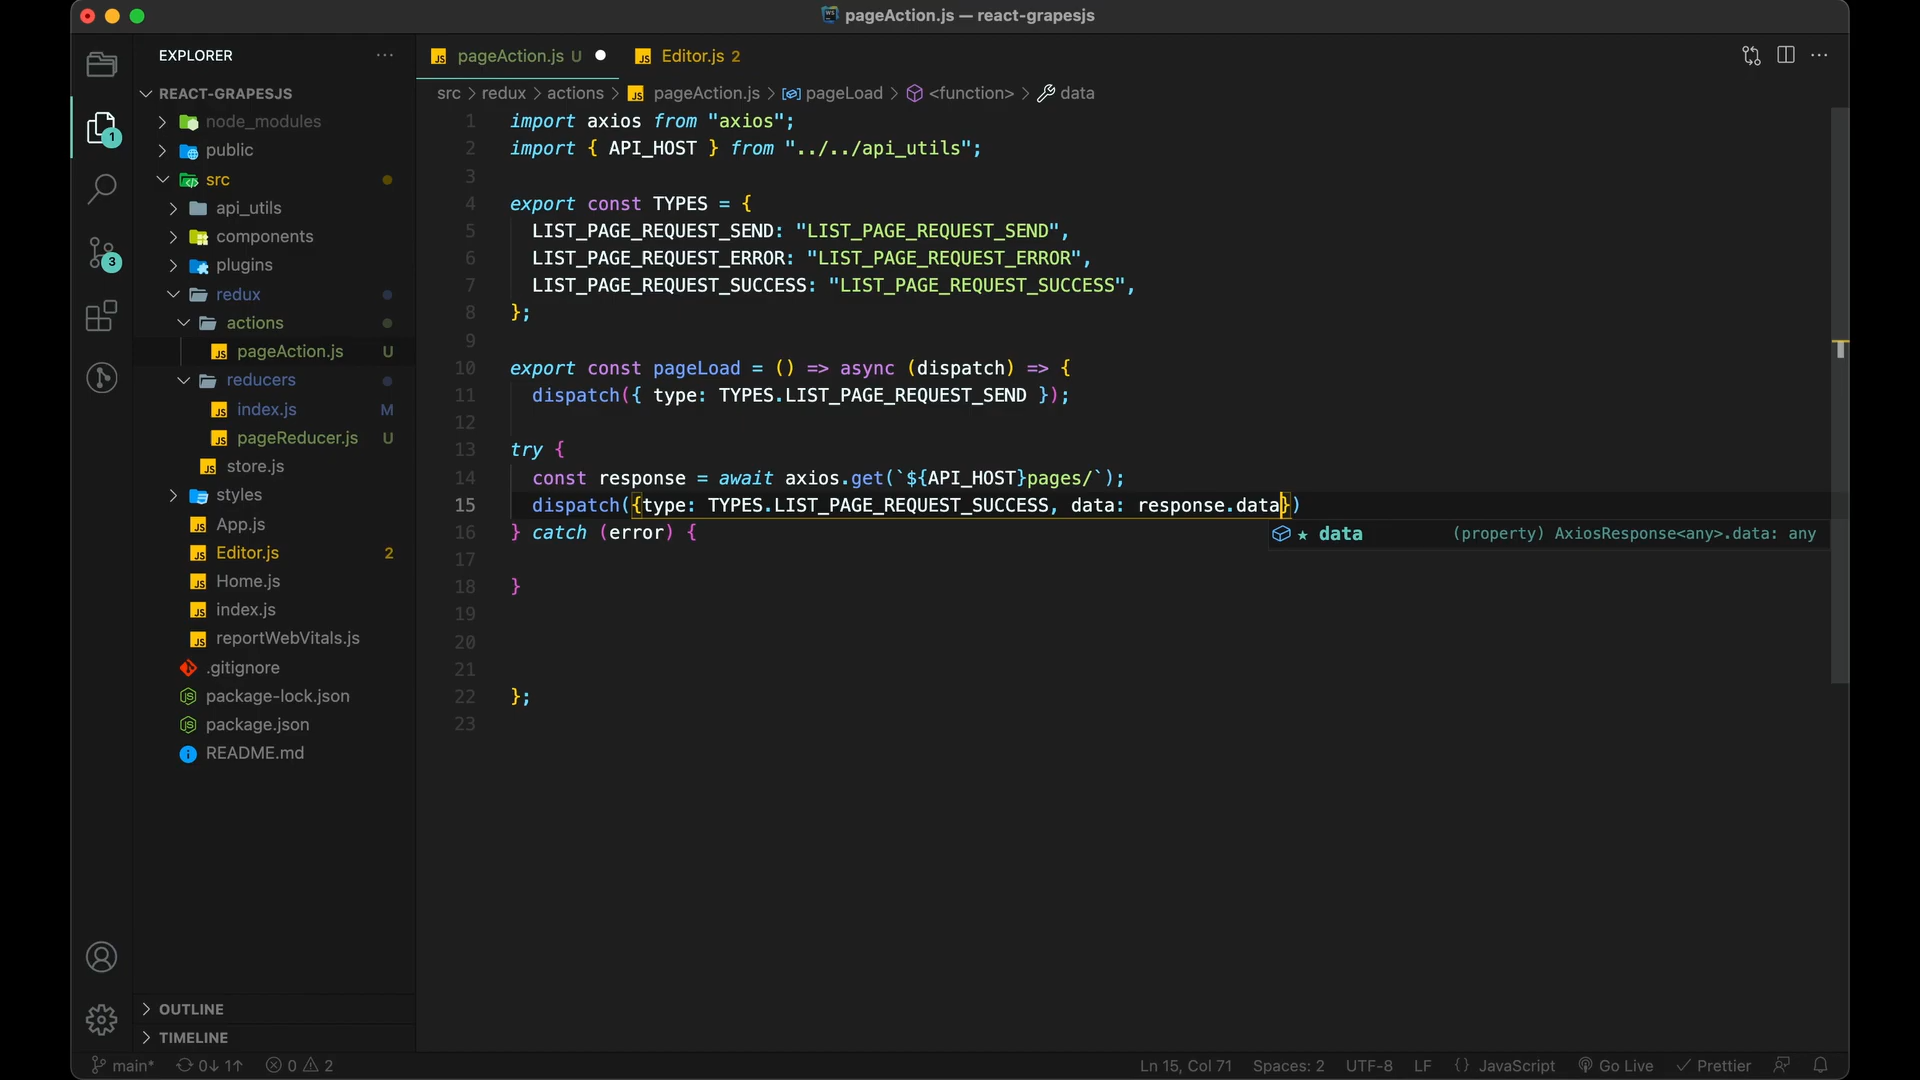 pageAction.js — react-grapesjs
EXPLORER
REACT-GRAPESJS
node_modules
public
src
api_utils
components
plugins
redux
actions
pageAction.js U
reducers
index.js M
pageReducer.js U
store.js
styles
App.js
Editor.js 2
Home.js
index.js
reportWebVitals.js
.gitignore
package-lock.json
package.json
README.md
OUTLINE
TIMELINE
1
3
pageAction.js U
Editor.js 2
src > redux > actions > pageAction.js > pageLoad > <function> > data
1 import axios from "axios";
2 import { API_HOST } from "../../api_utils";
3
4 export const TYPES = {
5 LIST_PAGE_REQUEST_SEND: "LIST_PAGE_REQUEST_SEND",
6 LIST_PAGE_REQUEST_ERROR: "LIST_PAGE_REQUEST_ERROR",
7 LIST_PAGE_REQUEST_SUCCESS: "LIST_PAGE_REQUEST_SUCCESS",
8 };
9
10 export const pageLoad = () => async (dispatch) => {
11 dispatch({ type: TYPES.LIST_PAGE_REQUEST_SEND });
12
13 try {
14 const response = await axios.get(`${API_HOST}pages/`);
15 dispatch({type: TYPES.LIST_PAGE_REQUEST_SUCCESS, data: response.data})
16 } catch (error) {
data (property) AxiosResponse<any>.data: any
17
18 }
19
20
21
22 };
23
main* 0↓ 1↑ 0 2
Ln 15, Col 71 Spaces: 2 UTF-8 LF {} JavaScript Go Live Prettier